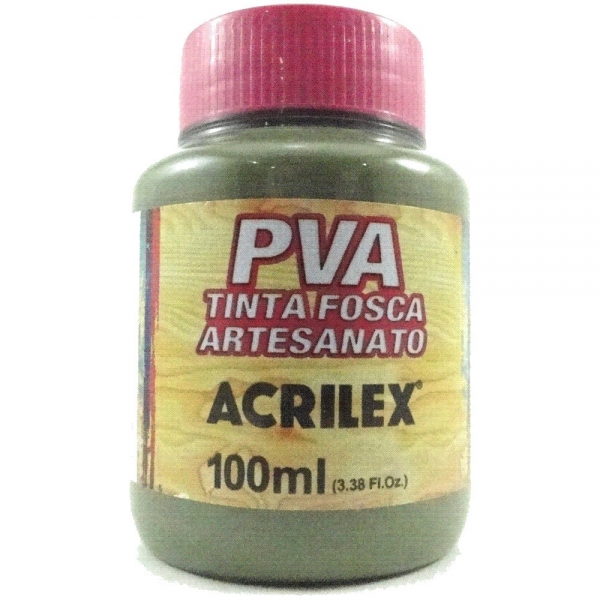 PVA
TINTA FOSCA
ARTESANATO
ACRILEX®
100ml (3.38 Fl.Oz.)